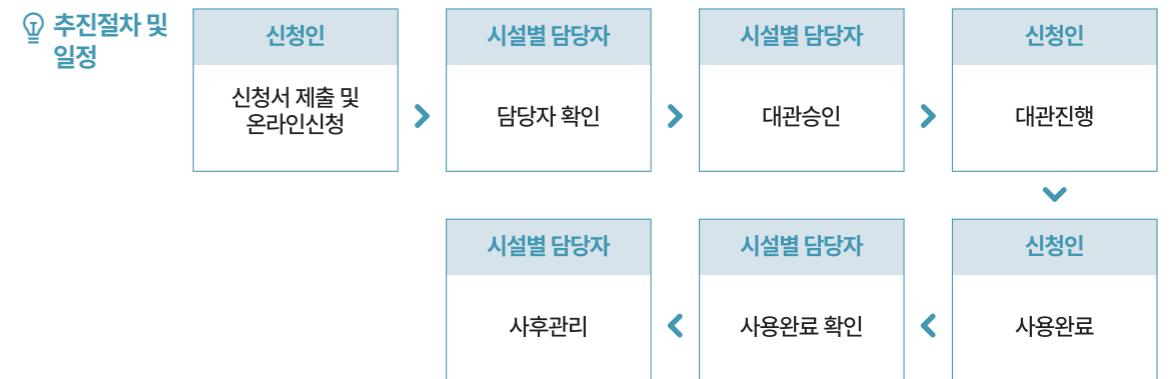 추진절차 및
일정
신청인
신청서 제출 및
온라인신청
시설별 담당자
담당자 확인
시설별 담당자
대관승인
신청인
대관진행
신청인
사용완료
시설별 담당자
사용완료 확인
시설별 담당자
사후관리